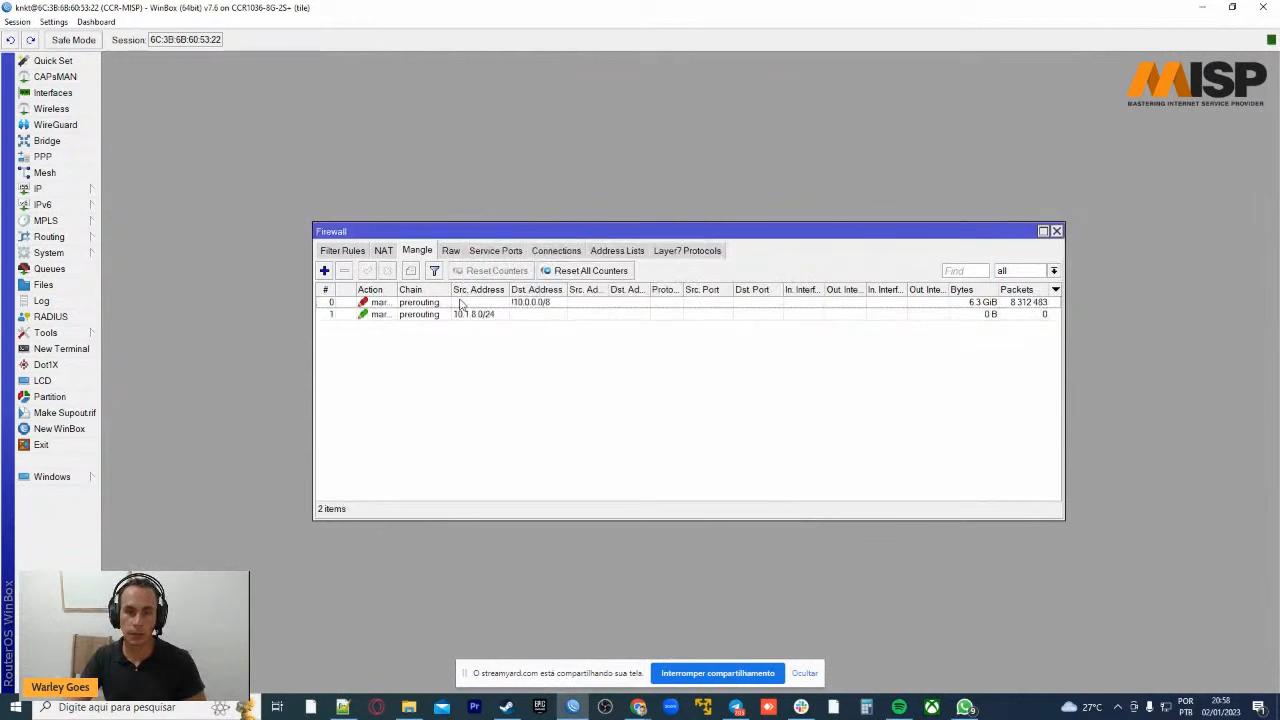 knkt@6C:3B:6B:60:53:22 (CCR-MISP) - WinBox (64bit) v7.6 on CCR1036-8G-2S+ (tile)
Session Settings Dashboard
Safe Mode Session: 6C:3B:6B:60:53:22
Quick Set
CAPsMAN
Interfaces
Wireless
WireGuard
Bridge
PPP
Mesh
IP
IPv6
MPLS
Routing
System
Queues
Files
Log
RADIUS
Tools
New Terminal
Dot1X
LCD
Partition
Make Supout.rif
New WinBox
Exit
Windows
RouterOS WinBox
MISP
MASTERING INTERNET SERVICE PROVIDER
Firewall
Filter Rules NAT Mangle Raw Service Ports Connections Address Lists Layer7 Protocols
Reset Counters Reset All Counters Find all
# Action Chain Src. Address Dst. Address Src. Ad... Dst. Ad... Proto... Src. Port Dst. Port In. Interf... Out. Inte... In. Interf... Out. Inte... Bytes Packets
0 mar... prerouting !10.0.0.0/8 6.3 GiB 8 312 483
1 mar... prerouting 10.1.8.0/24 0 B 0
2 items
Warley Goes
O streamyard.com está compartilhando sua tela. Interromper compartilhamento Ocultar
Digite aqui para pesquisar
27°C
POR
PTB
20:58
02/01/2023